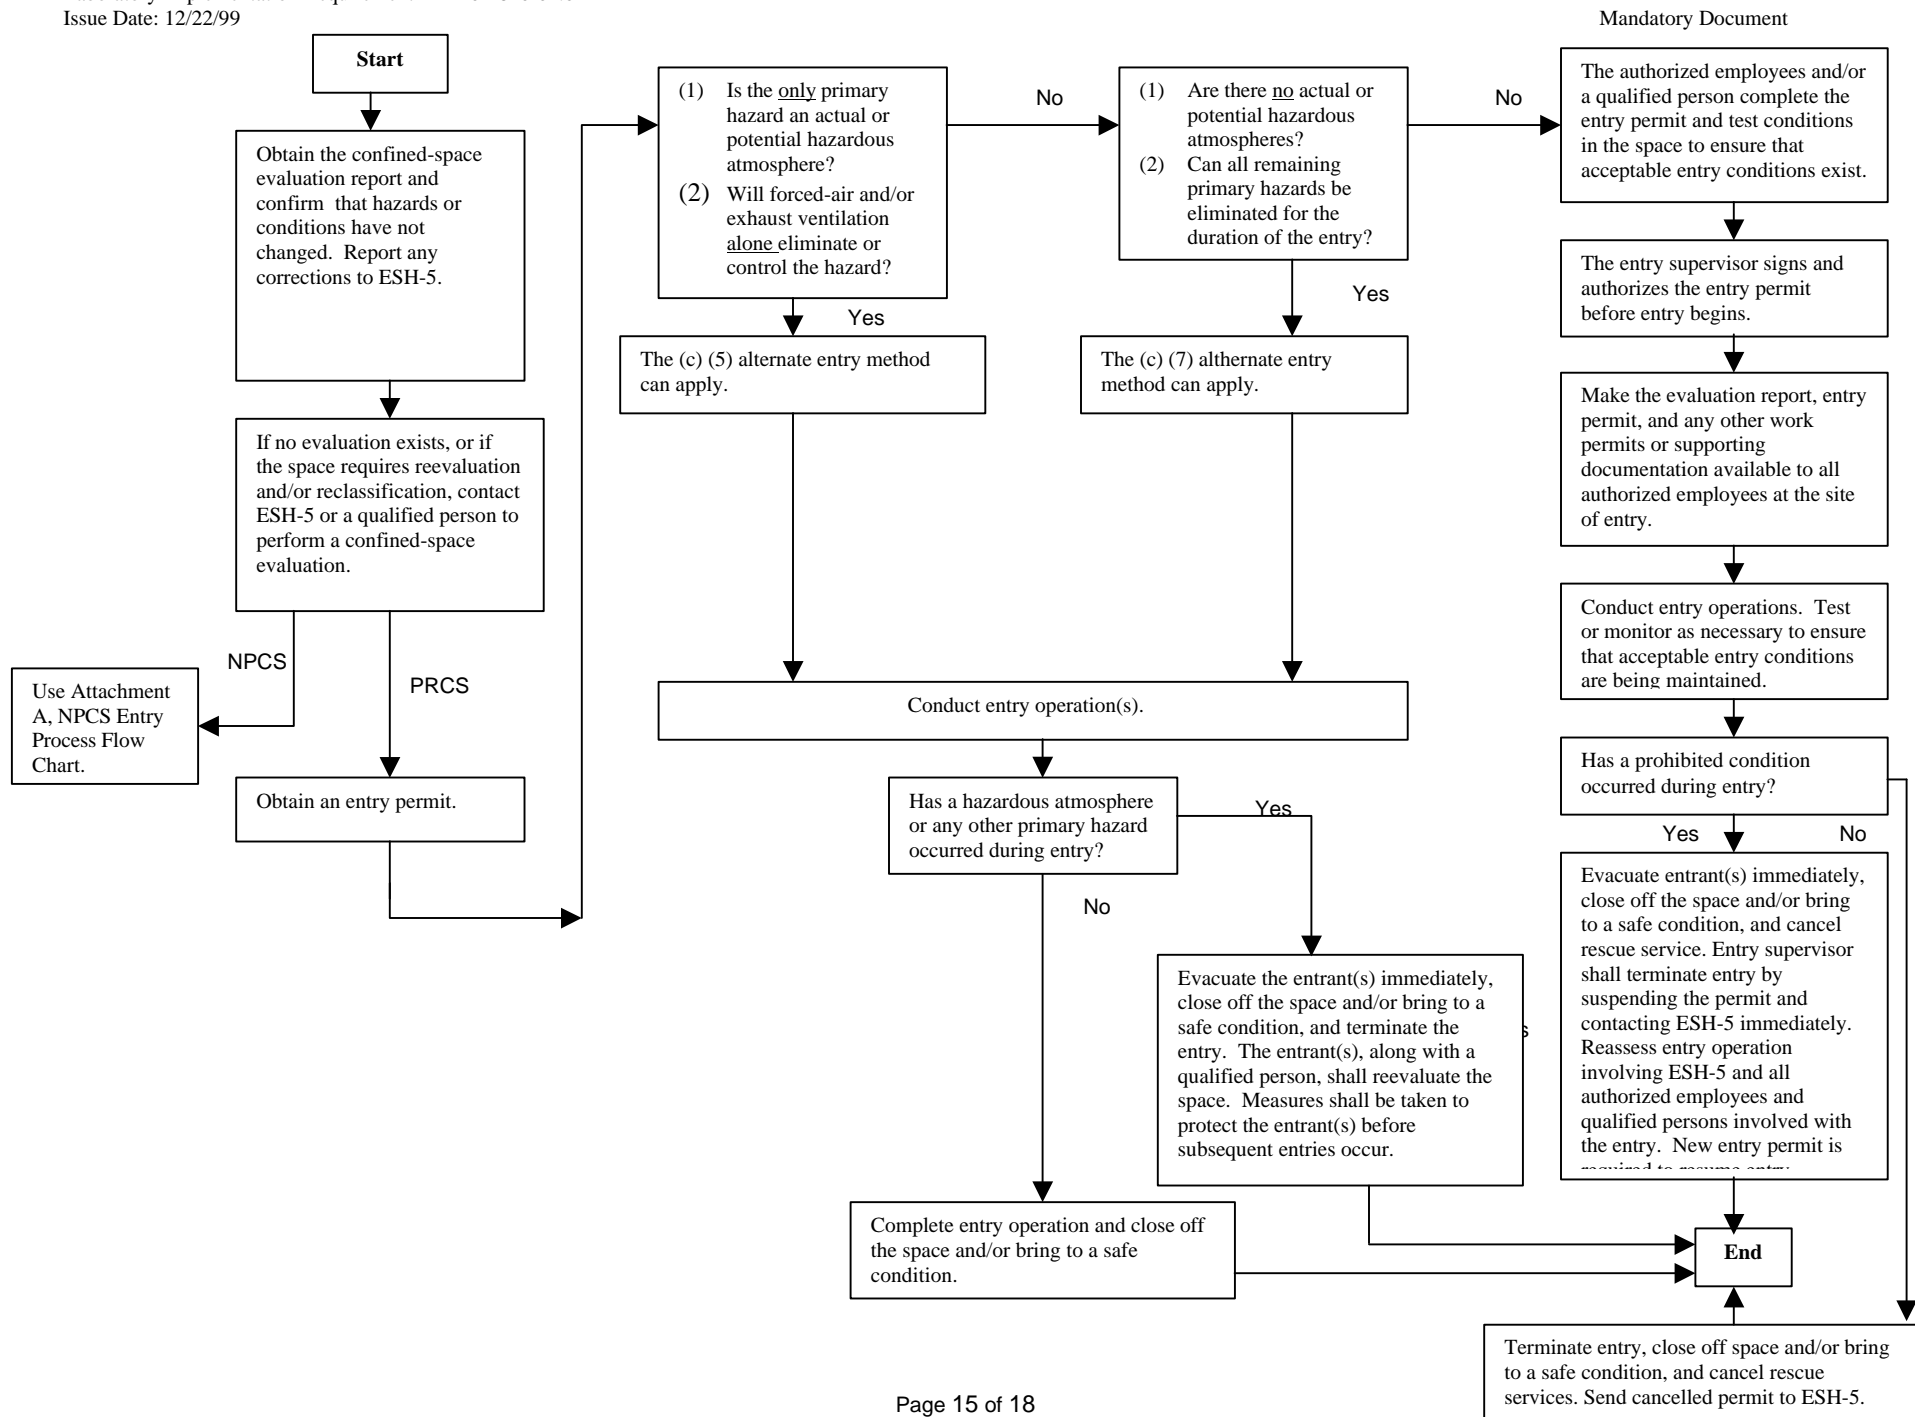 Issue Date: 12/22/99
Mandatory Document
Start
Obtain the confined-space
evaluation report and
confirm that hazards or
conditions have not
changed. Report any
corrections to ESH-5.
If no evaluation exists, or if
the space requires reevaluation
and/or reclassification, contact
ESH-5 or a qualified person to
perform a confined-space
evaluation.
NPCS
PRCS
Use Attachment
A, NPCS Entry
Process Flow
Chart.
Obtain an entry permit.
(1) Is the only primary
hazard an actual or
potential hazardous
atmosphere?
(2) Will forced-air and/or
exhaust ventilation
alone eliminate or
control the hazard?
No
Yes
The (c) (5) alternate entry method
can apply.
(1) Are there no actual or
potential hazardous
atmospheres?
(2) Can all remaining
primary hazards be
eliminated for the
duration of the entry?
No
Yes
The (c) (7) althernate entry
method can apply.
Conduct entry operation(s).
Has a hazardous atmosphere
or any other primary hazard
occurred during entry?
Yes
No
Evacuate the entrant(s) immediately,
close off the space and/or bring to a
safe condition, and terminate the
entry. The entrant(s), along with a
qualified person, shall reevaluate the
space. Measures shall be taken to
protect the entrant(s) before
subsequent entries occur.
s
Complete entry operation and close off
the space and/or bring to a safe
condition.
The authorized employees and/or
a qualified person complete the
entry permit and test conditions
in the space to ensure that
acceptable entry conditions exist.
The entry supervisor signs and
authorizes the entry permit
before entry begins.
Make the evaluation report, entry
permit, and any other work
permits or supporting
documentation available to all
authorized employees at the site
of entry.
Conduct entry operations. Test
or monitor as necessary to ensure
that acceptable entry conditions
are being maintained.
Has a prohibited condition
occurred during entry?
Yes
No
Evacuate entrant(s) immediately,
close off the space and/or bring
to a safe condition, and cancel
rescue service. Entry supervisor
shall terminate entry by
suspending the permit and
contacting ESH-5 immediately.
Reassess entry operation
involving ESH-5 and all
authorized employees and
qualified persons involved with
the entry. New entry permit is
End
Terminate entry, close off space and/or bring
to a safe condition, and cancel rescue
services. Send cancelled permit to ESH-5.
Page 15 of 18